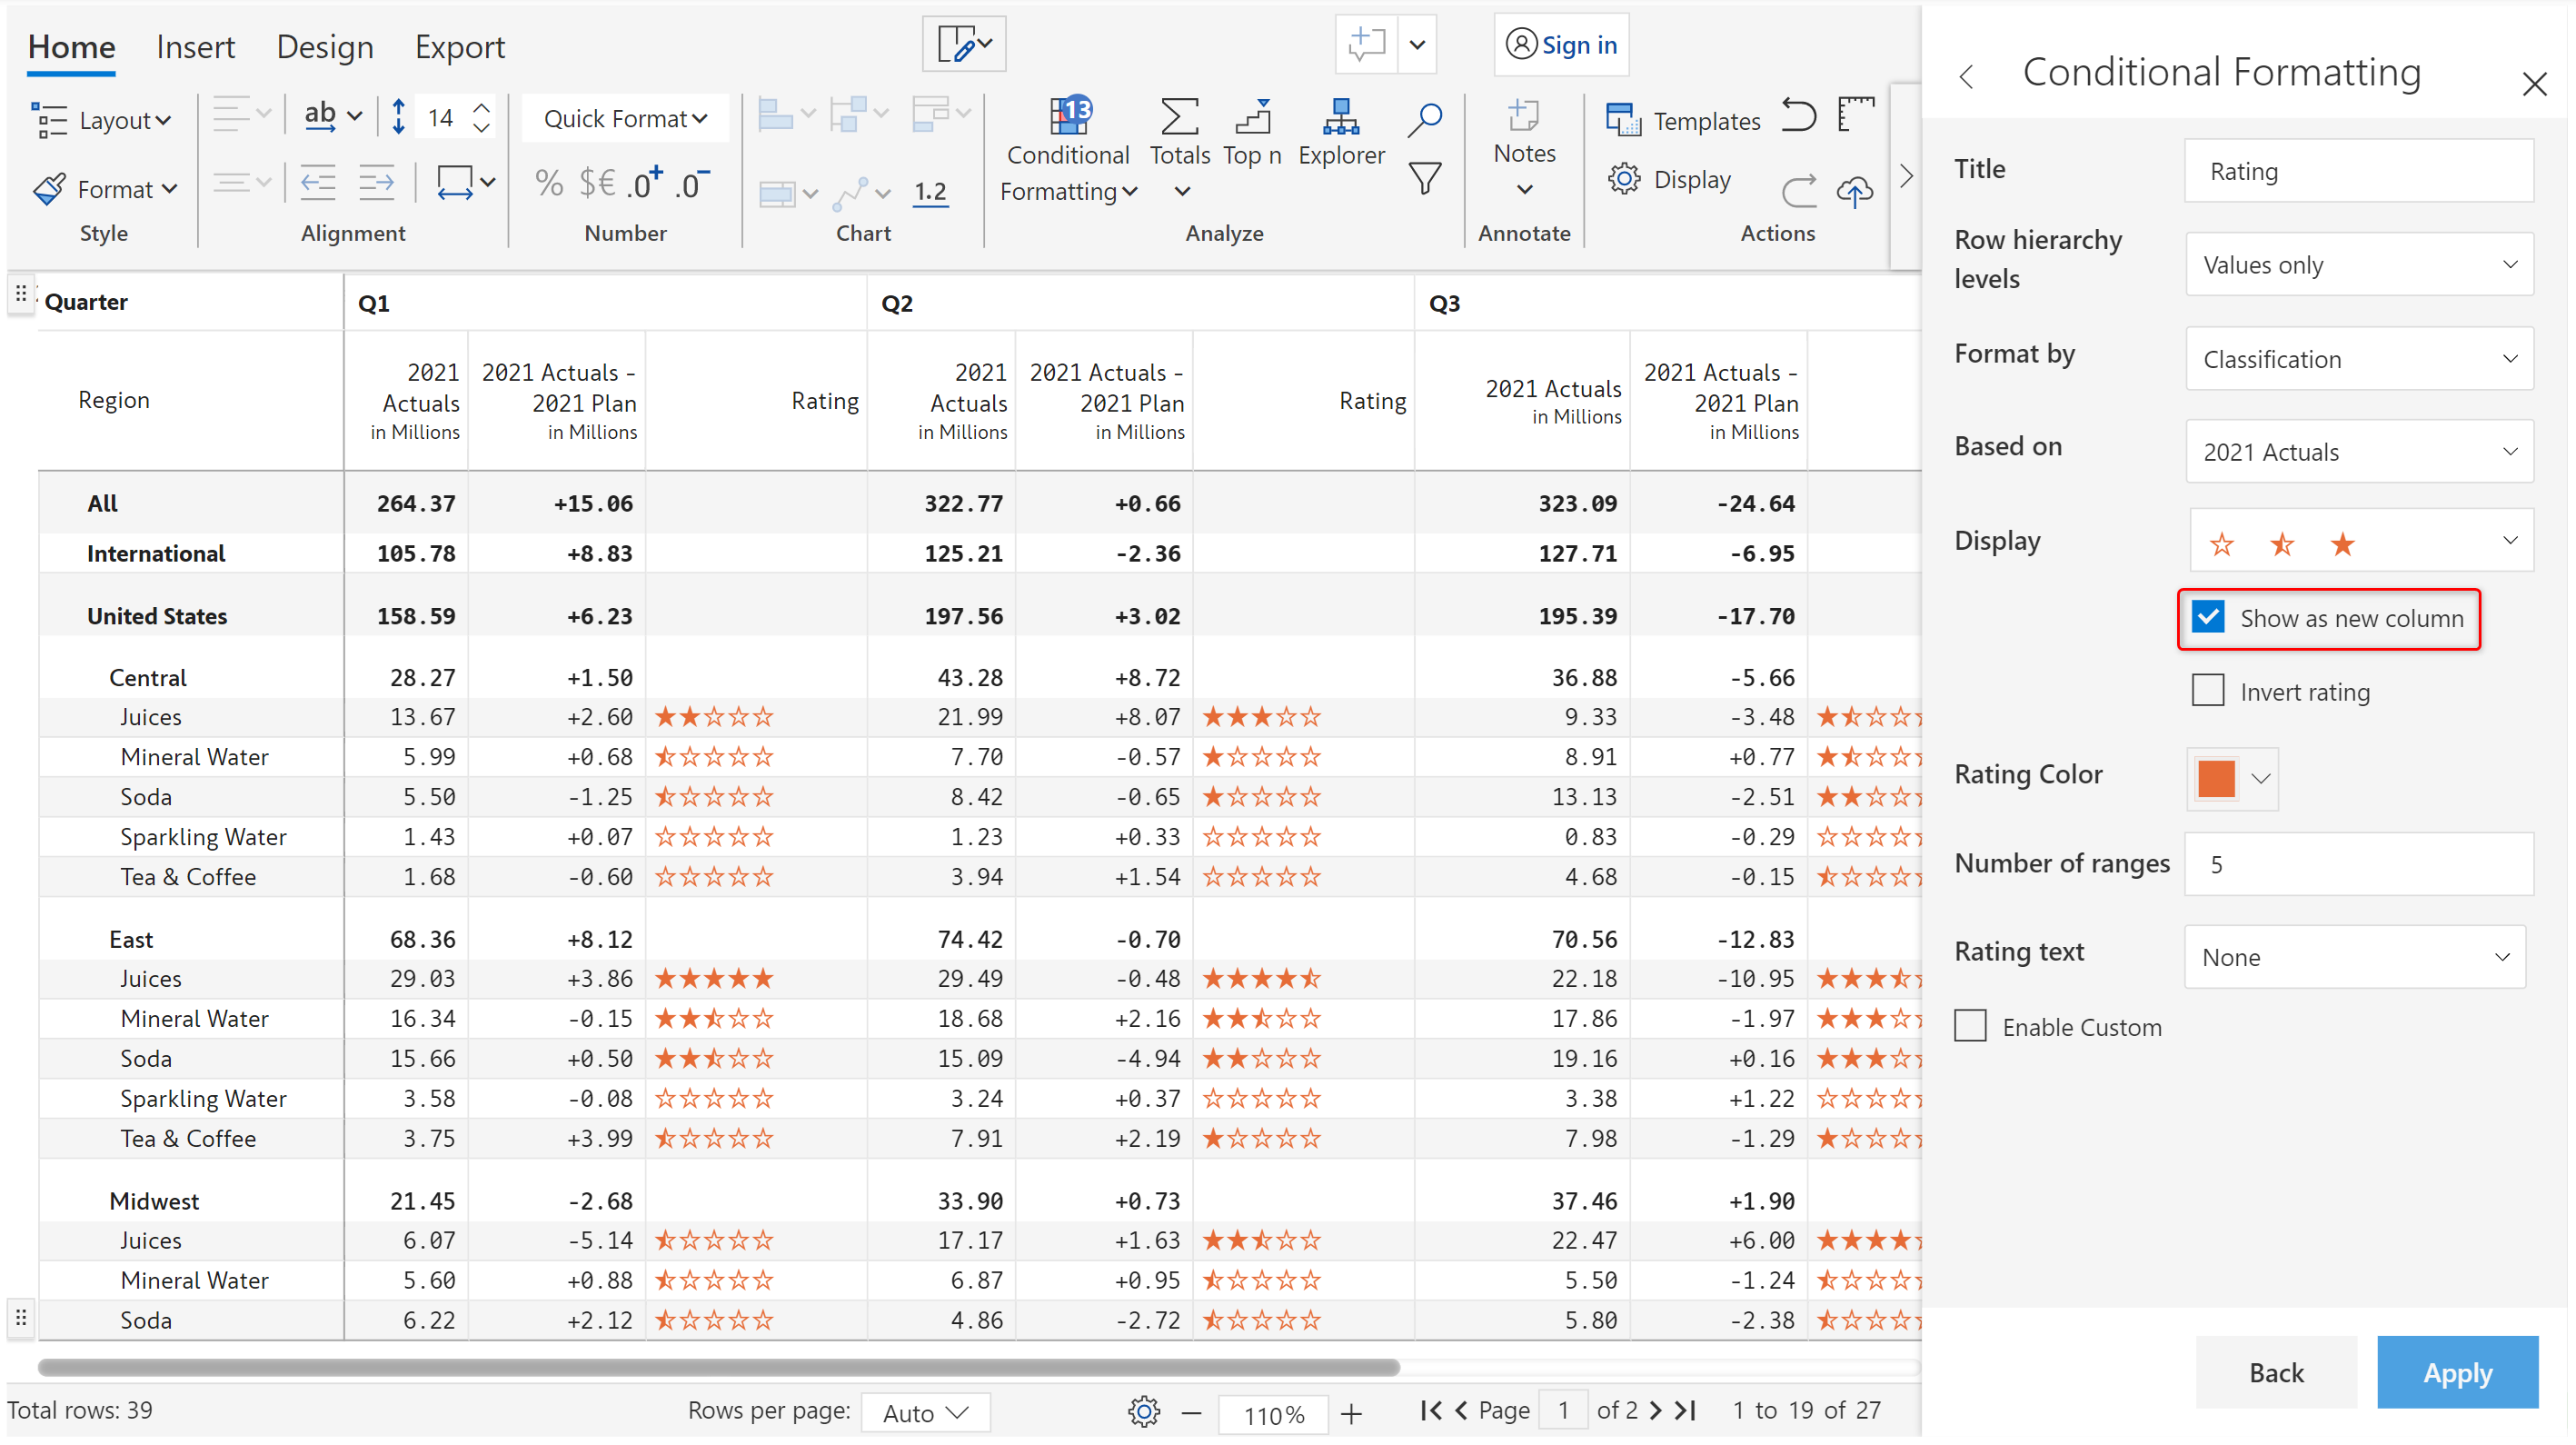 Home Insert Design Export Sign in
Layout ab 14 Quick Format 13 Templates
Conditional Formatting Totals Top n Explorer Notes
Format % $€ .0+ .0- 1.2 Display
Style Alignment Number Chart Analyze Annotate Actions
Quarter Q1 Q2 Q3
Region 2021 Actuals in Millions 2021 Actuals - 2021 Plan in Millions Rating 2021 Actuals in Millions 2021 Actuals - 2021 Plan in Millions Rating 2021 Actuals in Millions 2021 Actuals - 2021 Plan in Millions
All 264.37 +15.06 322.77 +0.66 323.09 -24.64
International 105.78 +8.83 125.21 -2.36 127.71 -6.95
United States 158.59 +6.23 197.56 +3.02 195.39 -17.70
Central 28.27 +1.50 43.28 +8.72 36.88 -5.66
Juices 13.67 +2.60 21.99 +8.07 9.33 -3.48
Mineral Water 5.99 +0.68 7.70 -0.57 8.91 +0.77
Soda 5.50 -1.25 8.42 -0.65 13.13 -2.51
Sparkling Water 1.43 +0.07 1.23 +0.33 0.83 -0.29
Tea & Coffee 1.68 -0.60 3.94 +1.54 4.68 -0.15
East 68.36 +8.12 74.42 -0.70 70.56 -12.83
Juices 29.03 +3.86 29.49 -0.48 22.18 -10.95
Mineral Water 16.34 -0.15 18.68 +2.16 17.86 -1.97
Soda 15.66 +0.50 15.09 -4.94 19.16 +0.16
Sparkling Water 3.58 -0.08 3.24 +0.37 3.38 +1.22
Tea & Coffee 3.75 +3.99 7.91 +2.19 7.98 -1.29
Midwest 21.45 -2.68 33.90 +0.73 37.46 +1.90
Juices 6.07 -5.14 17.17 +1.63 22.47 +6.00
Mineral Water 5.60 +0.88 6.87 +0.95 5.50 -1.24
Soda 6.22 +2.12 4.86 -2.72 5.80 -2.38
Total rows: 39 Rows per page: Auto 110% Page 1 of 2 1 to 19 of 27
Conditional Formatting
Title Rating
Row hierarchy levels Values only
Format by Classification
Based on 2021 Actuals
Display
Show as new column
Invert rating
Rating Color
Number of ranges 5
Rating text None
Enable Custom
Back Apply